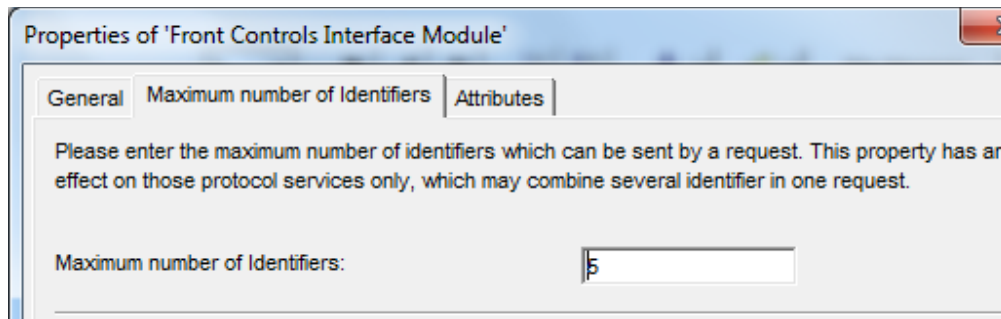 Properties of 'Front Controls Interface Module'
General Maximum number of Identifiers Attributes
Please enter the maximum number of identifiers which can be sent by a request. This property has an
effect on those protocol services only, which may combine several identifier in one request.
Maximum number of Identifiers:
5